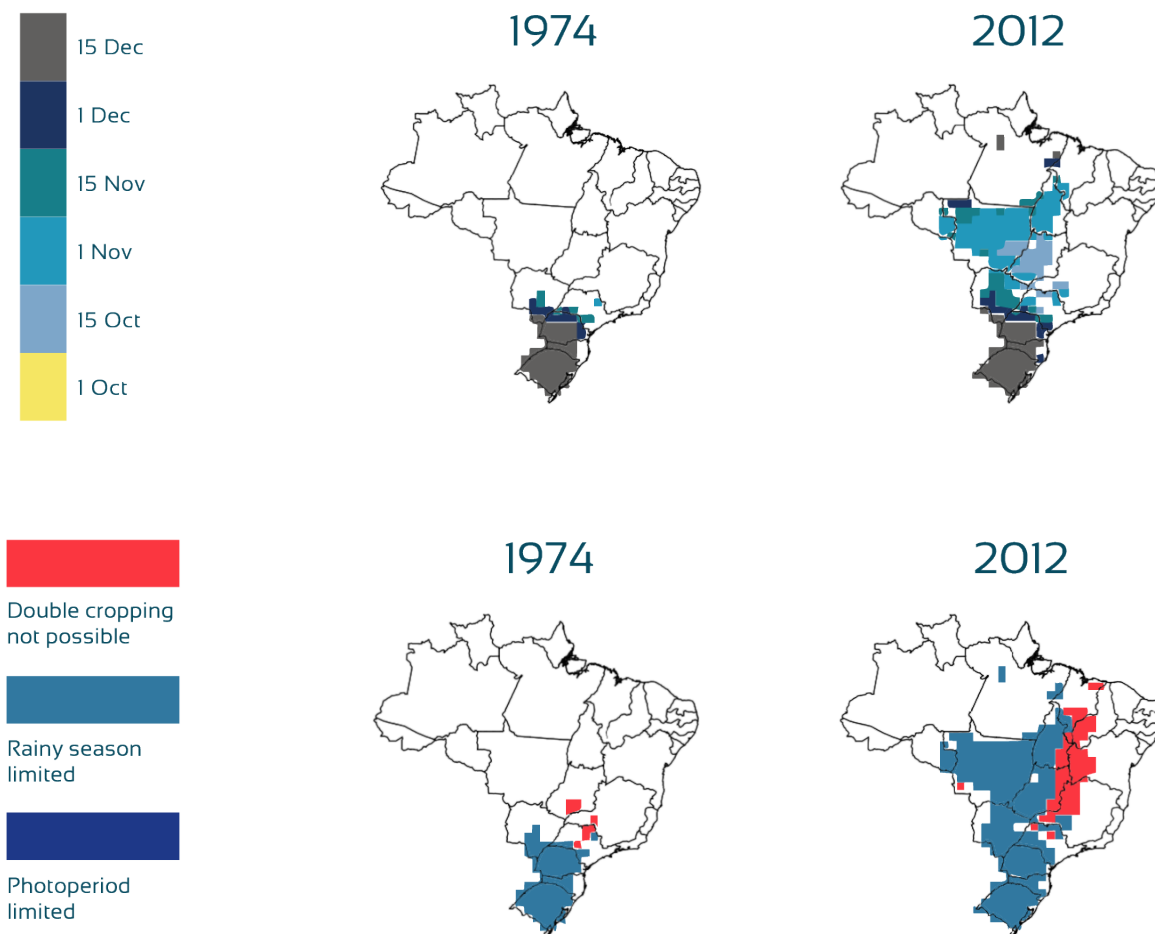 1974
2012
15 Dec
1 Dec
15 Nov
1 Nov
15 Oct
1 Oct
1974
2012
Double cropping
not possible
Rainy season
limited
Photoperiod
limited